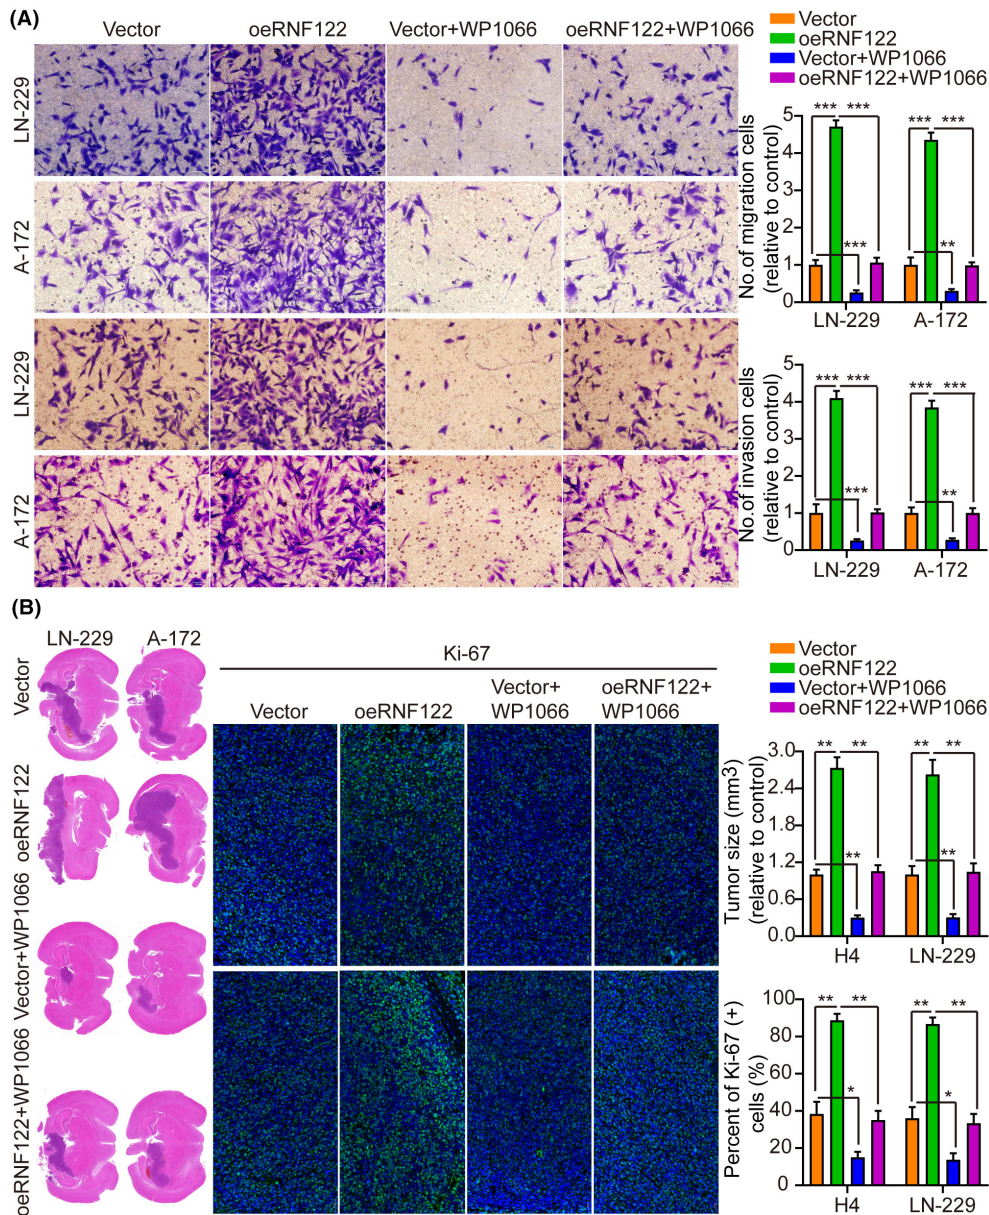 (A)
Vector oeRNF122 Vector+WP1066 oeRNF122+WP1066
LN-229
A-172
LN-229
A-172
Vector
oeRNF122
Vector+WP1066
oeRNF122+WP1066
No.of migration cells
(relative to control)
5
4
3
2
1
0
*** *** *** ***
*** **
LN-229 A-172
No.of invasion cells
(relative to control)
5
4
3
2
1
0
*** *** *** ***
*** **
LN-229 A-172
(B)
LN-229 A-172
Vector
oeRNF122
Vector+WP1066
oeRNF122+WP1066
Ki-67
Vector
oeRNF122
Vector+
WP1066
oeRNF122+
WP1066
Vector
oeRNF122
Vector+WP1066
oeRNF122+WP1066
Tumor size (mm3)
(relative to control)
3.0
2.4
1.8
1.2
0.6
0.0
** ** ** **
** **
H4 LN-229
Percent of Ki-67 (+)
cells (%)
100
80
60
40
20
0
** ** ** **
* *
H4 LN-229